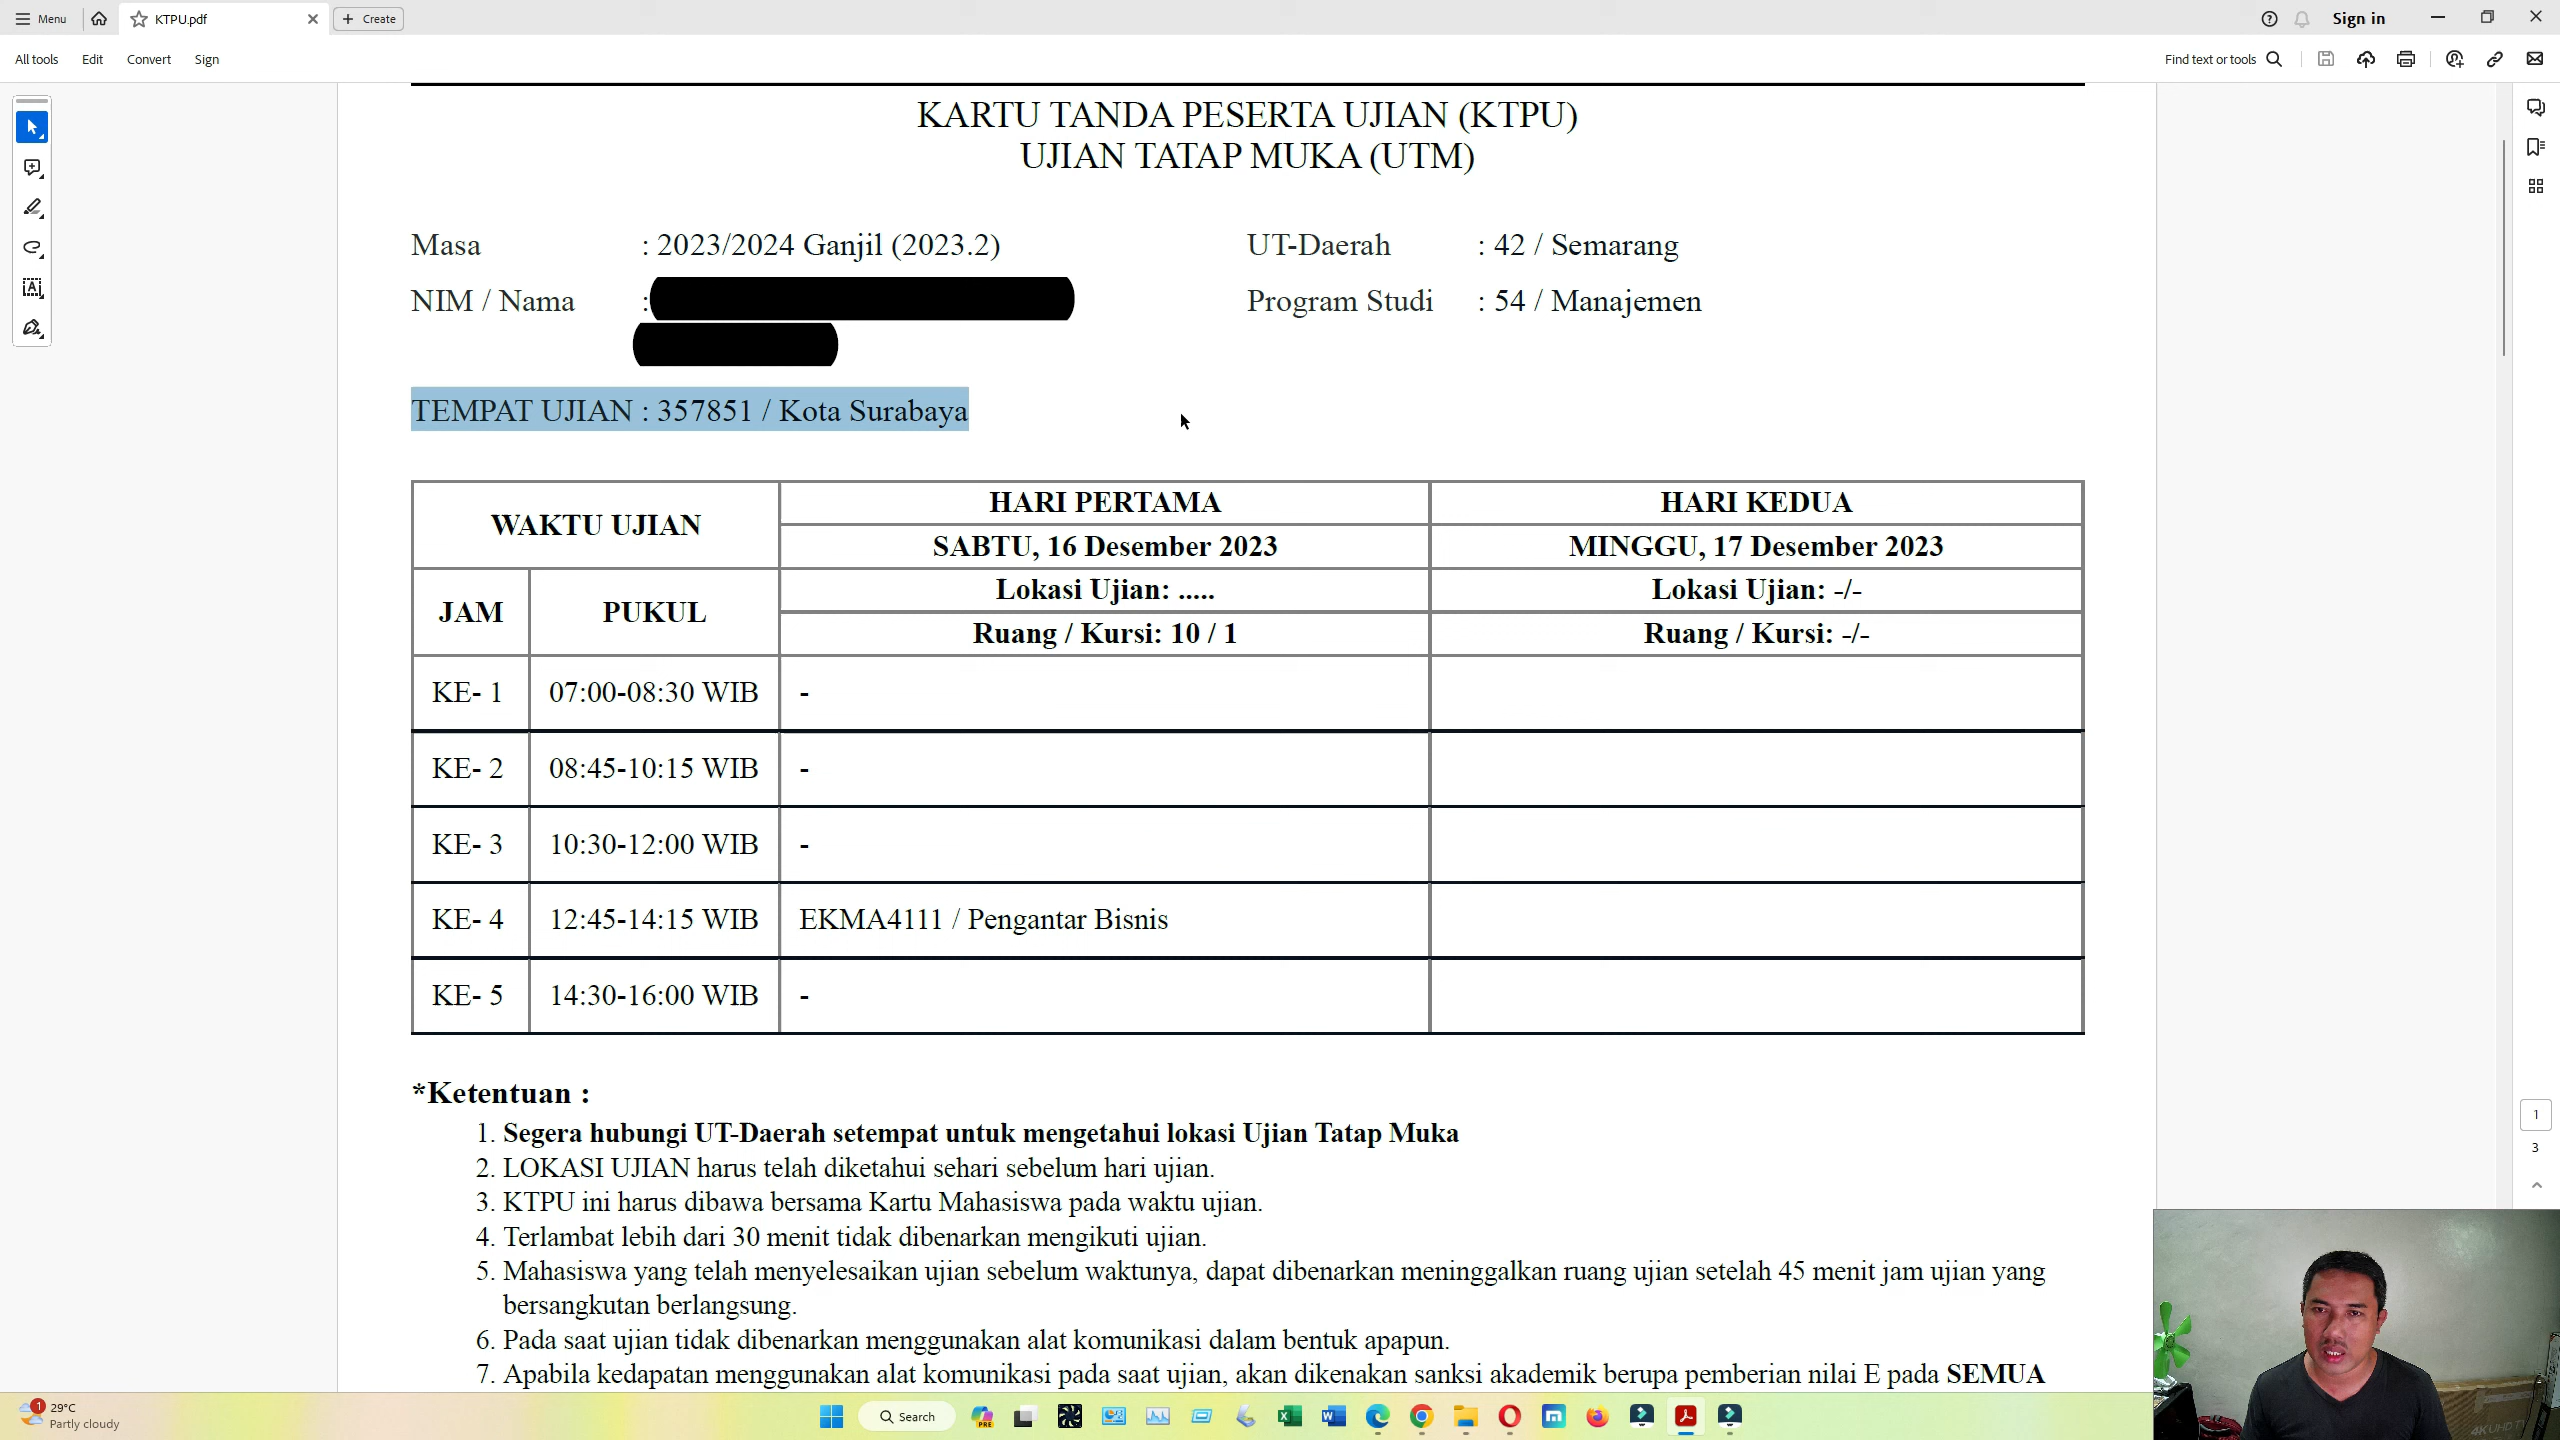 Menu
KTPU.pdf
Create
Sign in
All tools Edit Convert Sign
Find text or tools
KARTU TANDA PESERTA UJIAN (KTPU)
UJIAN TATAP MUKA (UTM)
Masa : 2023/2024 Ganjil (2023.2) UT-Daerah : 42 / Semarang
NIM / Nama : Program Studi : 54 / Manajemen
TEMPAT UJIAN : 357851 / Kota Surabaya
WAKTU UJIAN HARI PERTAMA HARI KEDUA
SABTU, 16 Desember 2023 MINGGU, 17 Desember 2023
JAM PUKUL Lokasi Ujian: ..... Lokasi Ujian: -/-
Ruang / Kursi: 10 / 1 Ruang / Kursi: -/-
KE- 1 07:00-08:30 WIB -
KE- 2 08:45-10:15 WIB -
KE- 3 10:30-12:00 WIB -
KE- 4 12:45-14:15 WIB EKMA4111 / Pengantar Bisnis
KE- 5 14:30-16:00 WIB -
*Ketentuan :
1. Segera hubungi UT-Daerah setempat untuk mengetahui lokasi Ujian Tatap Muka
2. LOKASI UJIAN harus telah diketahui sehari sebelum hari ujian.
3. KTPU ini harus dibawa bersama Kartu Mahasiswa pada waktu ujian.
4. Terlambat lebih dari 30 menit tidak dibenarkan mengikuti ujian.
5. Mahasiswa yang telah menyelesaikan ujian sebelum waktunya, dapat dibenarkan meninggalkan ruang ujian setelah 45 menit jam ujian yang
bersangkutan berlangsung.
6. Pada saat ujian tidak dibenarkan menggunakan alat komunikasi dalam bentuk apapun.
7. Apabila kedapatan menggunakan alat komunikasi pada saat ujian, akan dikenakan sanksi akademik berupa pemberian nilai E pada SEMUA
1
3
1
29°C
Partly cloudy
Search
PRE